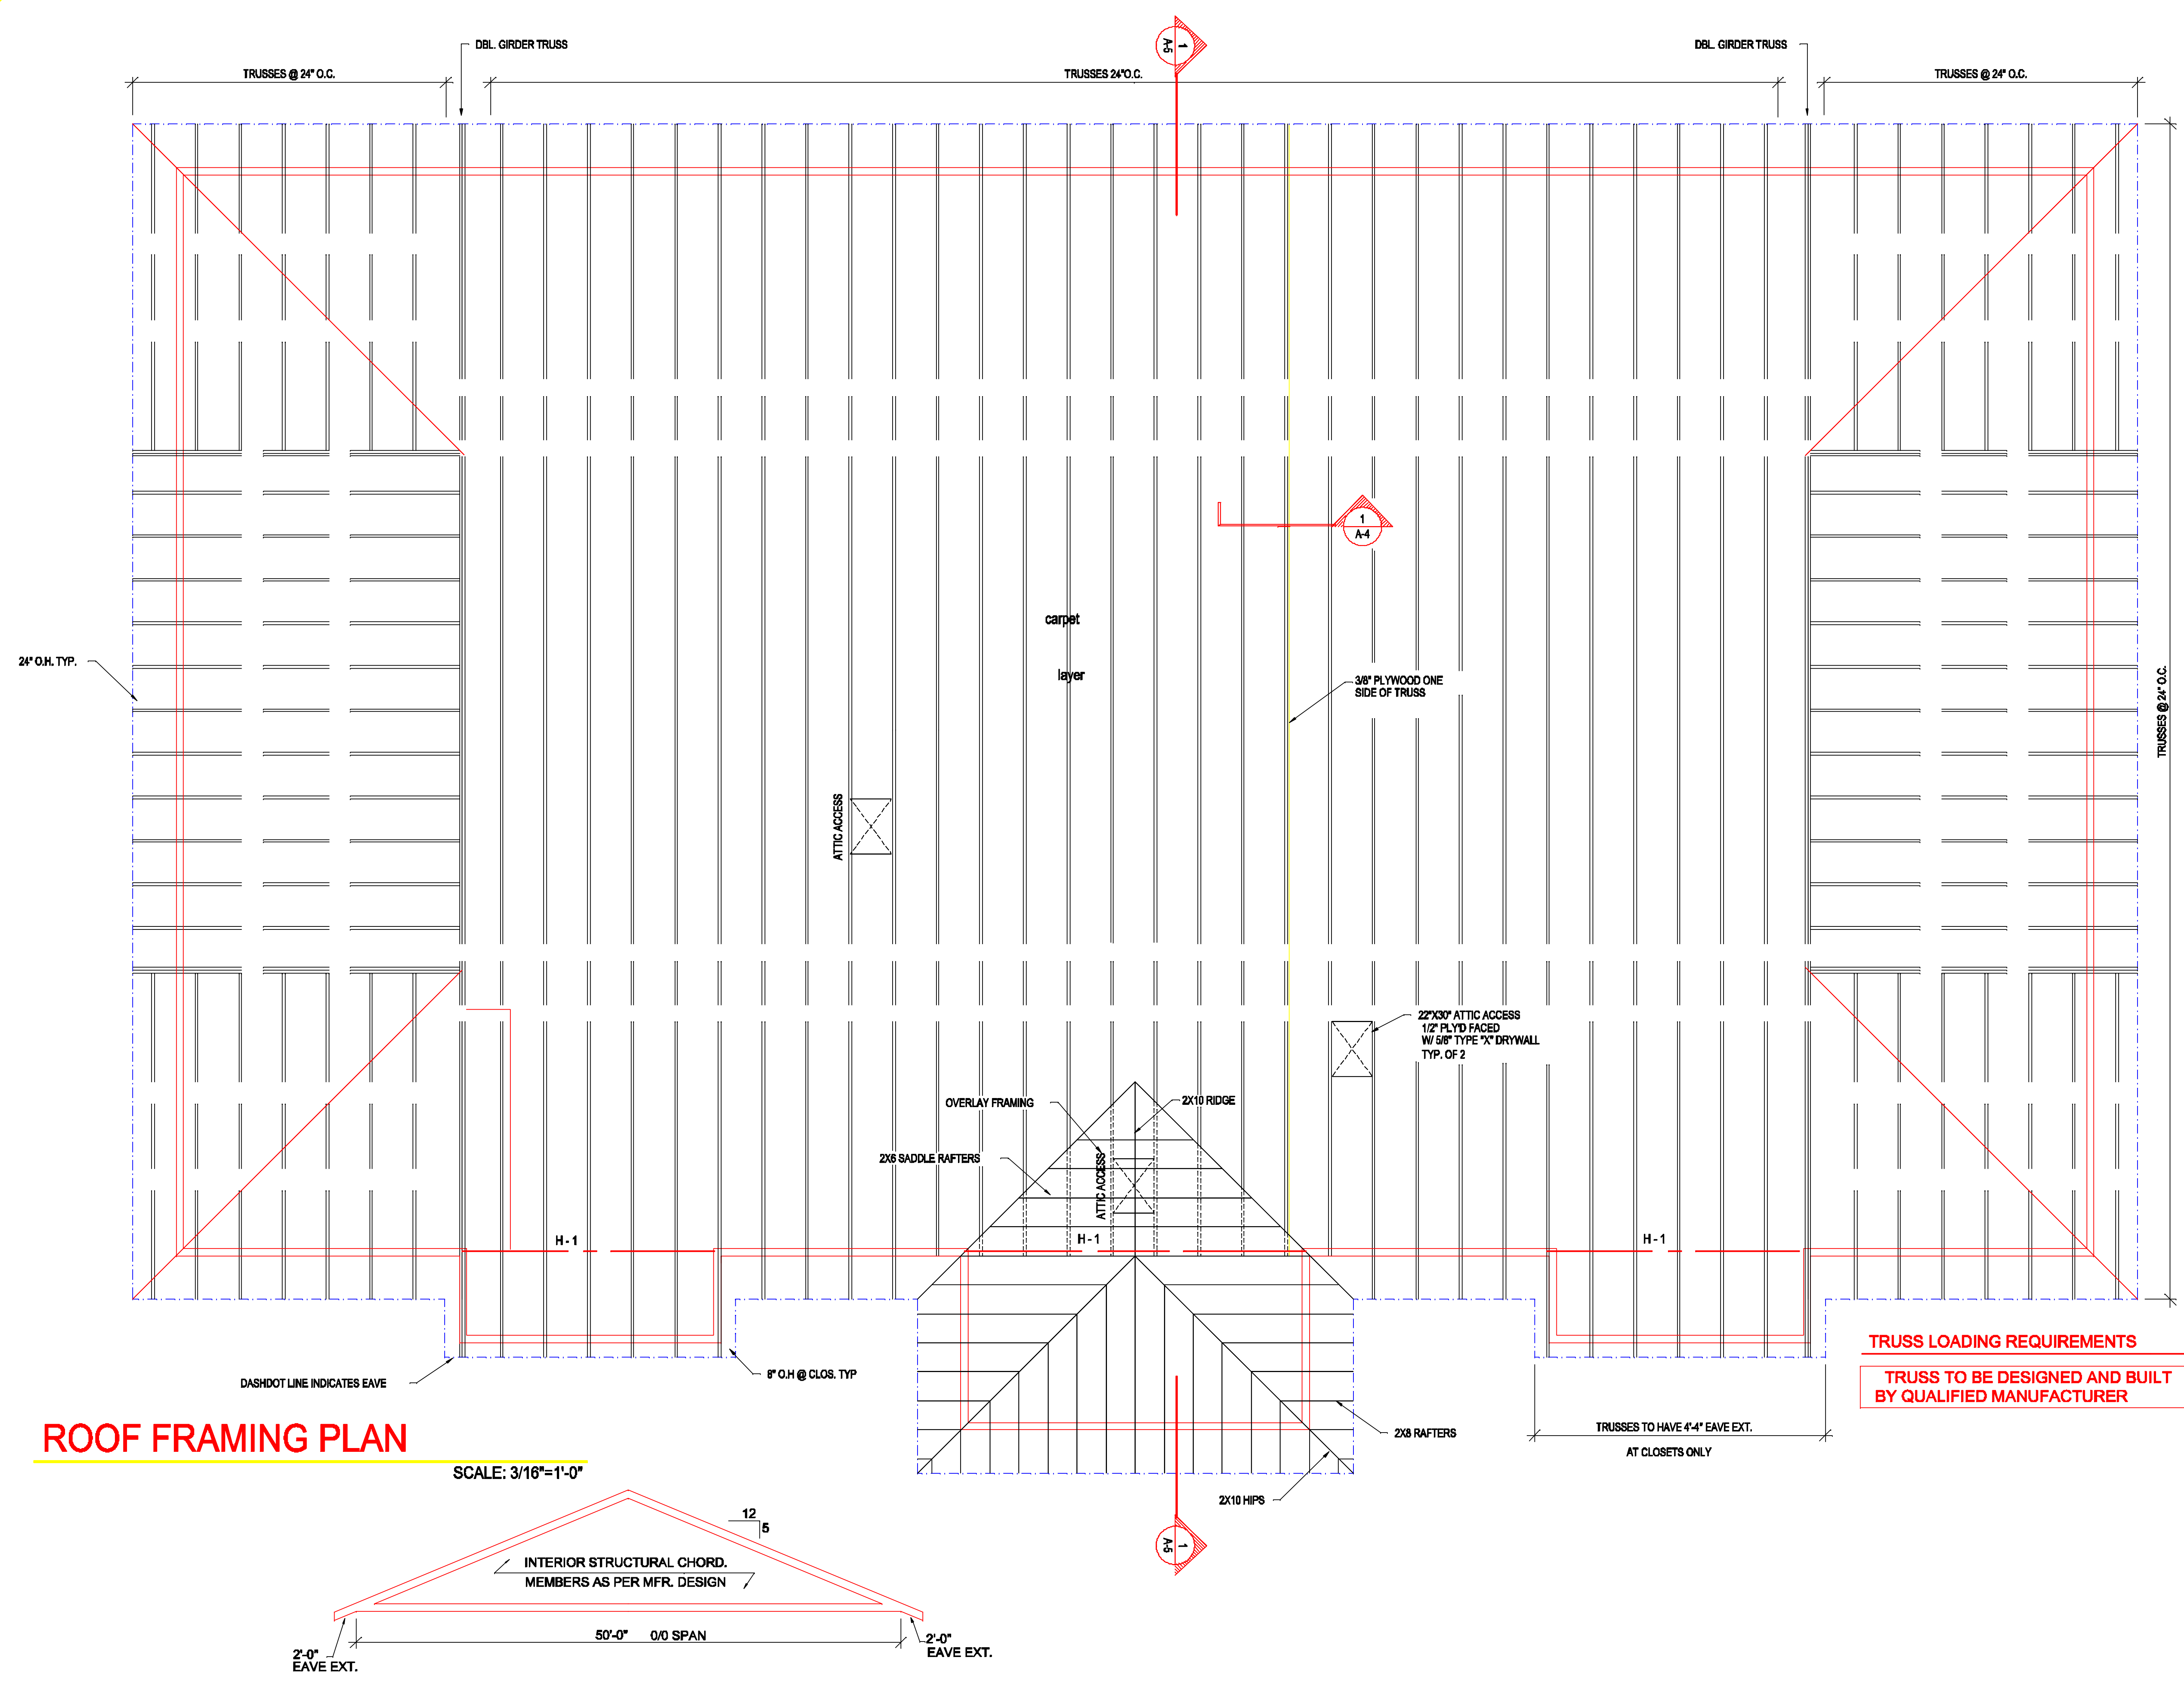 DBL. GIRDER TRUSS
1
A-5
DBL. GIRDER TRUSS
TRUSSES @ 24" O.C.
TRUSSES 24"O.C.
TRUSSES @ 24" O.C.
1
A-4
carpet
24" O.H. TYP.
layer
3/8" PLYWOOD ONE
SIDE OF TRUSS
TRUSSES @ 24" O.C.
ATTIC ACCESS
22"X30" ATTIC ACCESS
1/2" PLY'D FACED
W/ 5/8" TYPE "X" DRYWALL
TYP. OF 2
OVERLAY FRAMING
2X10 RIDGE
2X6 SADDLE RAFTERS
ATTIC ACCESS
H - 1
H - 1
H - 1
TRUSS LOADING REQUIREMENTS
TRUSS TO BE DESIGNED AND BUILT
BY QUALIFIED MANUFACTURER
DASHDOT LINE INDICATES EAVE
8" O.H @ CLOS. TYP
TRUSSES TO HAVE 4'-4" EAVE EXT.
AT CLOSETS ONLY
2X8 RAFTERS
ROOF FRAMING PLAN
SCALE: 3/16"=1'-0"
2X10 HIPS
12
5
1
A-5
INTERIOR STRUCTURAL CHORD.
MEMBERS AS PER MFR. DESIGN
50'-0" 0/0 SPAN
2'-0"
EAVE EXT.
2'-0"
EAVE EXT.